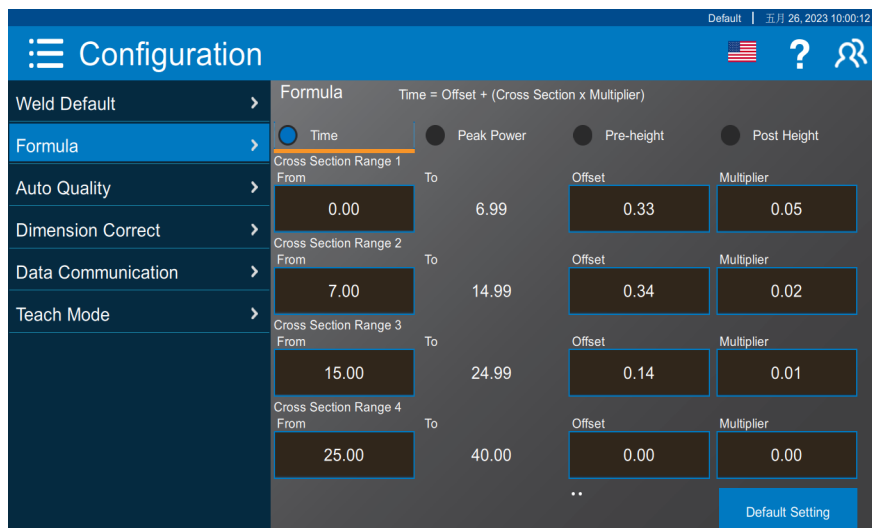 Default | 五月 26, 2023 10:00:12
Configuration ?
Weld Default
Formula
Auto Quality
Dimension Correct
Data Communication
Teach Mode
Formula Time = Offset + (Cross Section x Multiplier)
Time Peak Power Pre-height Post Height
Cross Section Range 1
From To Offset Multiplier
0.00 6.99 0.33 0.05
Cross Section Range 2
From To Offset Multiplier
7.00 14.99 0.34 0.02
Cross Section Range 3
From To Offset Multiplier
15.00 24.99 0.14 0.01
Cross Section Range 4
From To Offset Multiplier
25.00 40.00 0.00 0.00
Default Setting